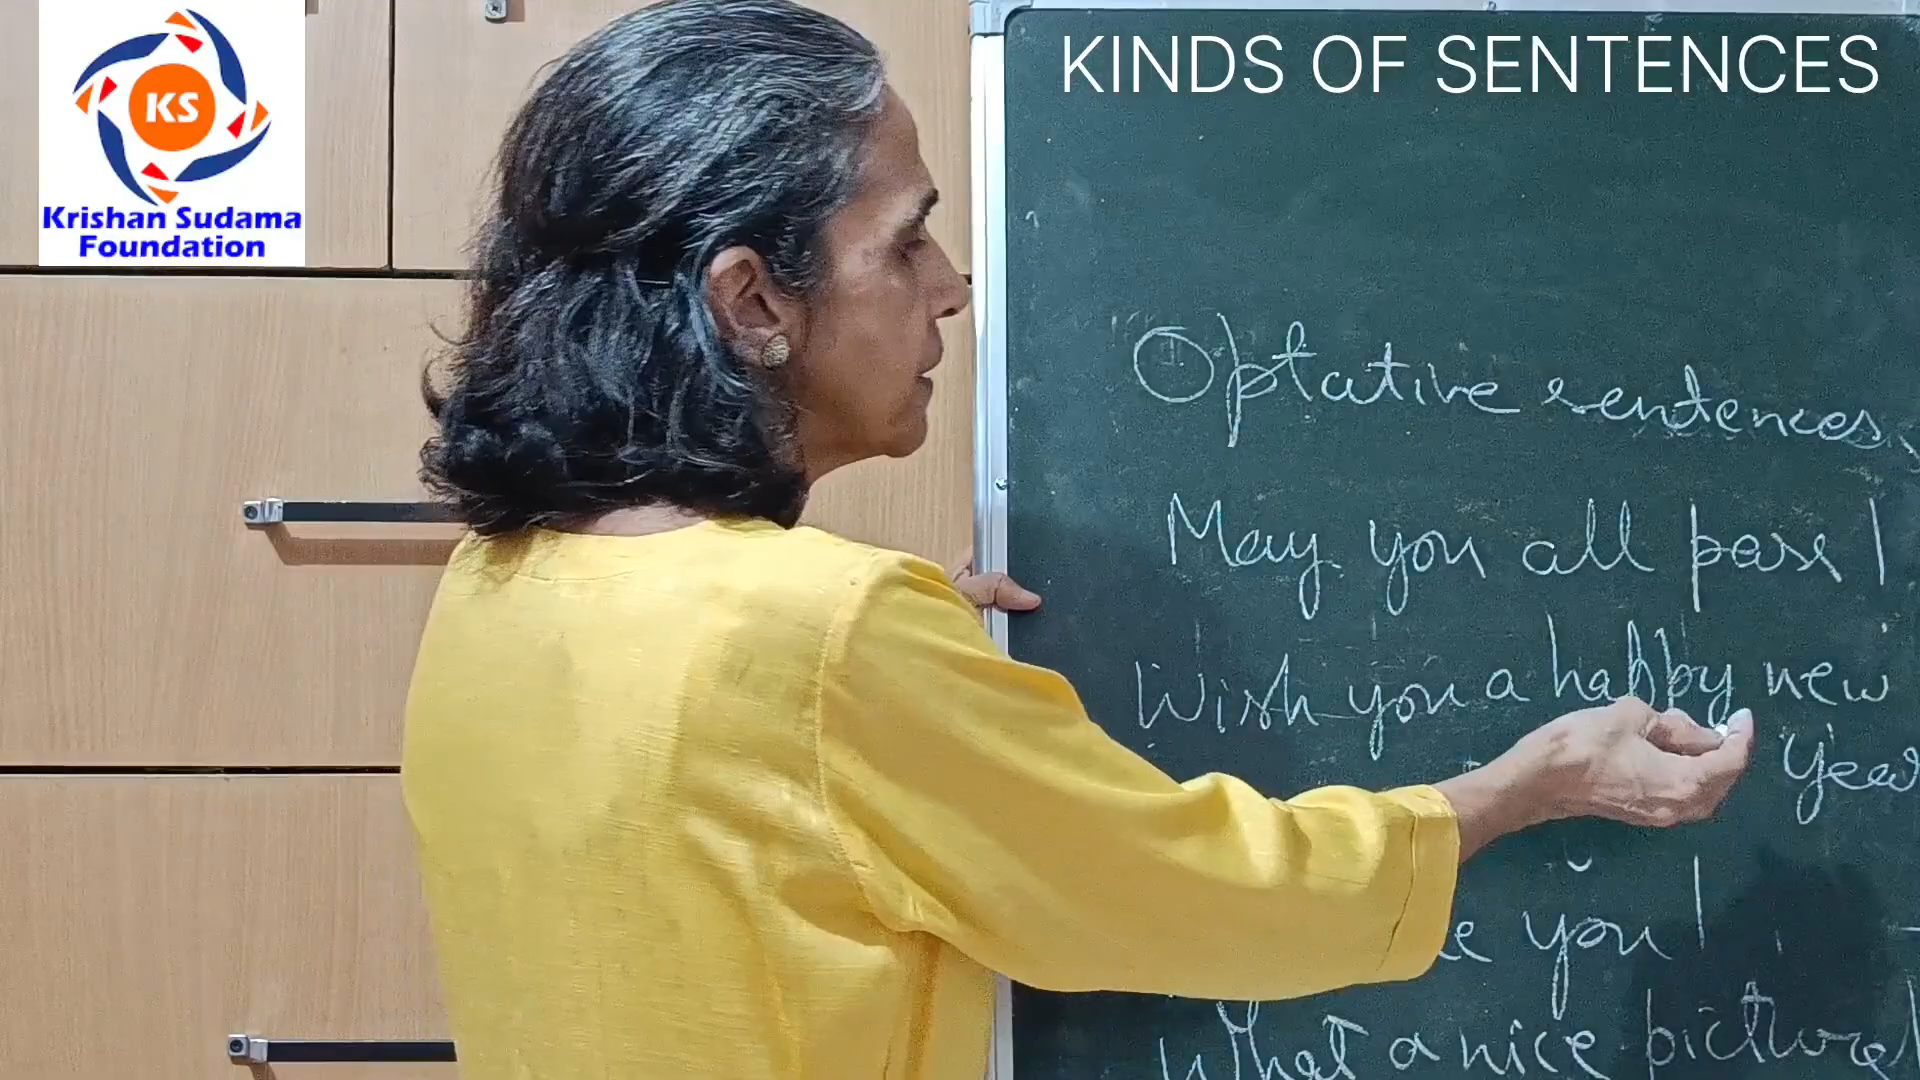 KS
Krishan Sudama
Foundation
KINDS OF SENTENCES
Optative sentences
May you all pass!
Wish you a happy new
year
you!
What a nice picture!